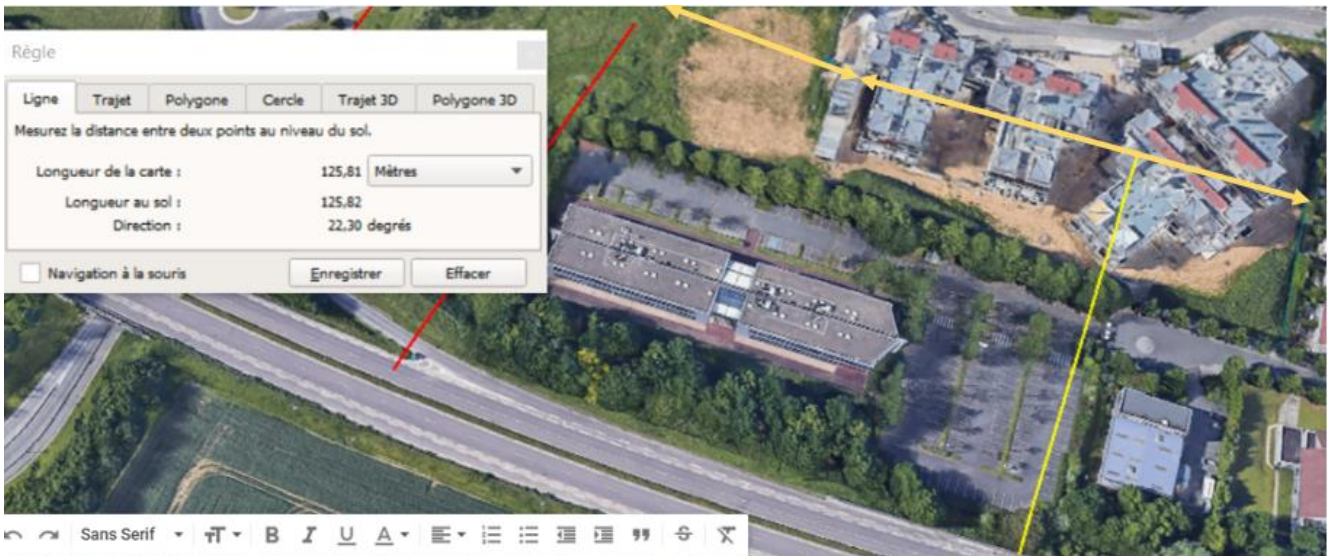 Règle
Ligne Trajet Polygone Cercle Trajet 3D Polygone 3D
Mesurez la distance entre deux points au niveau du sol.
Longueur de la carte : 125,81 Mètres
Longueur au sol : 125,82
Direction : 22,30 degrés
Navigation à la souris Enregistrer Effacer
Sans Serif B I U A